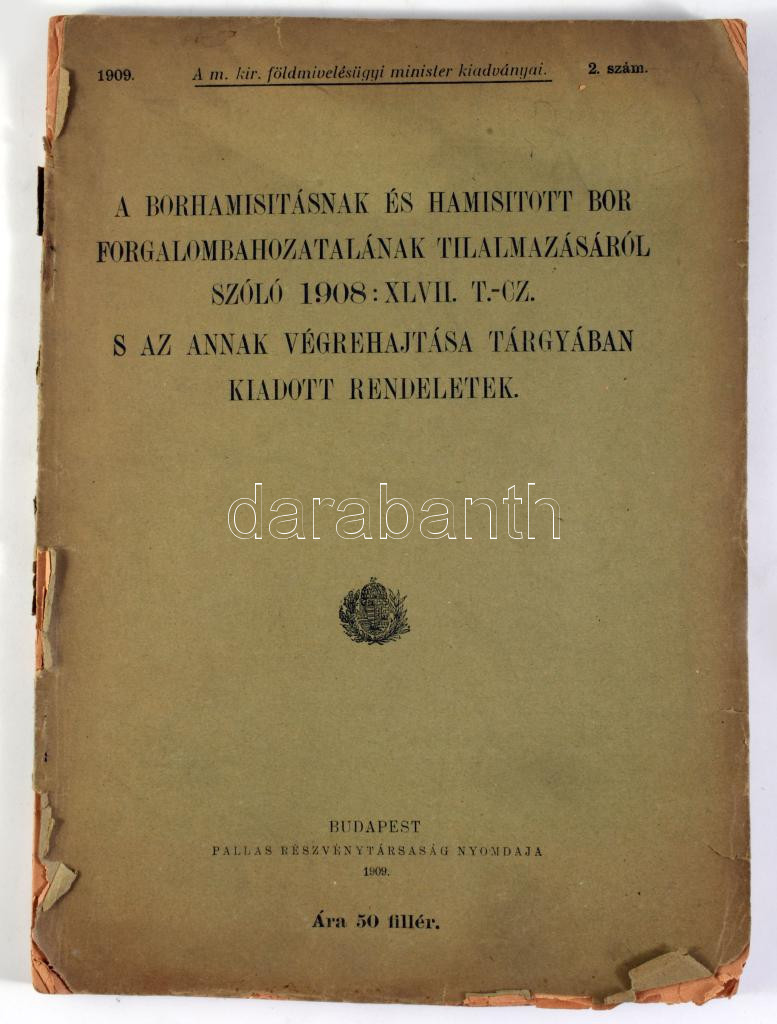 1909. A m. kir. földmivelésügyi minister kiadványai. 2. szám.
A BORHAMISITÁSNAK ÉS HAMISITOTT BOR
FORGALOMBAHOZATALÁNAK TILALMAZÁSÁRÓL
SZÓLÓ 1908: XLVII. T.-CZ.
S AZ ANNAK VÉGREHAJTÁSA TÁRGYÁBAN
KIADOTT RENDELETEK.
darabanth
BUDAPEST
PALLAS RÉSZVÉNYTÁRSASÁG NYOMDAJA
1909.
Ára 50 fillér.